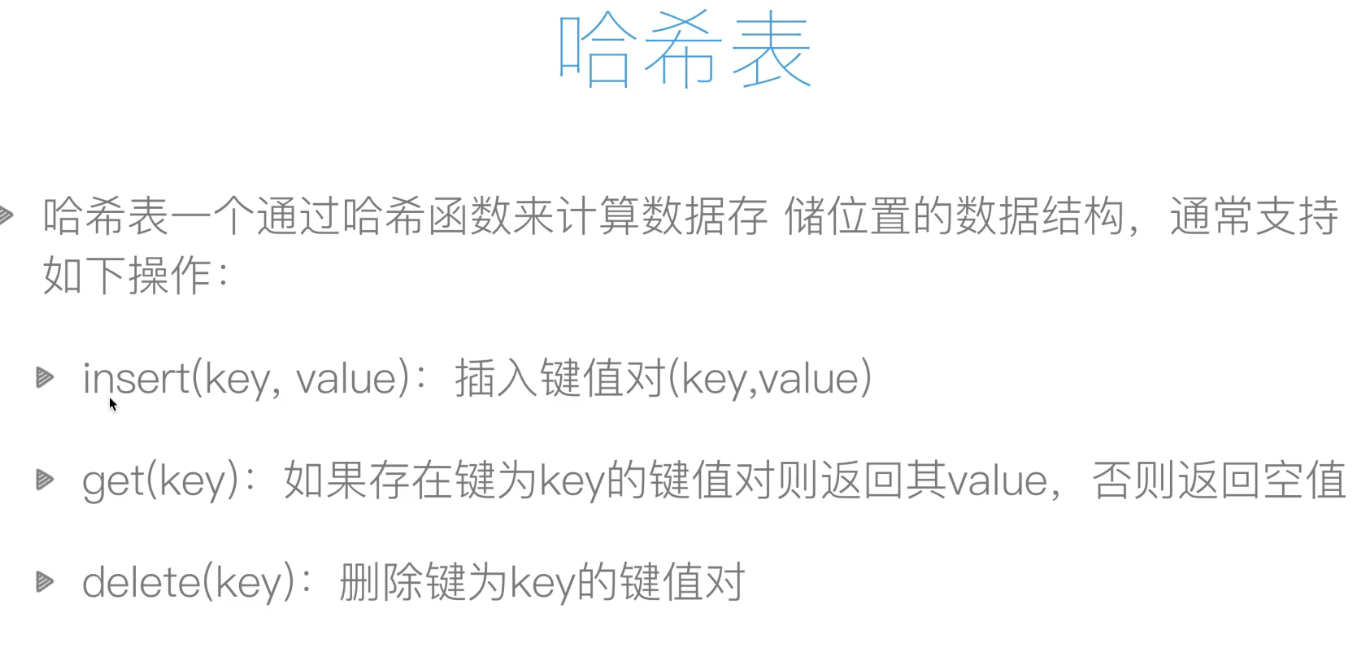 哈希表
哈希表一个通过哈希函数来计算数据存 储位置的数据结构，通常支持
如下操作：
insert(key, value)：插入键值对(key,value)
get(key)：如果存在键为key的键值对则返回其value，否则返回空值
delete(key)：删除键为key的键值对